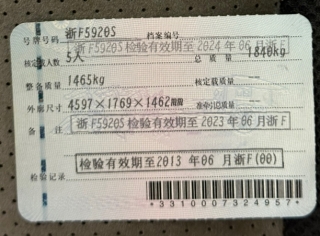 号牌号码 浙F5920S 档案编号
浙F5920S检验有效期至2024年06月浙F
核定载人数 5人 总质量 1840kg
整备质量 1465kg 核定载质量 --
外廓尺寸 4597×1769×1462mm 准牵引总质量 --
备注 浙F5920S检验有效期至2023年06月浙F
检验有效期至2013年06月浙F(00)
检验记录
*3310007324957*